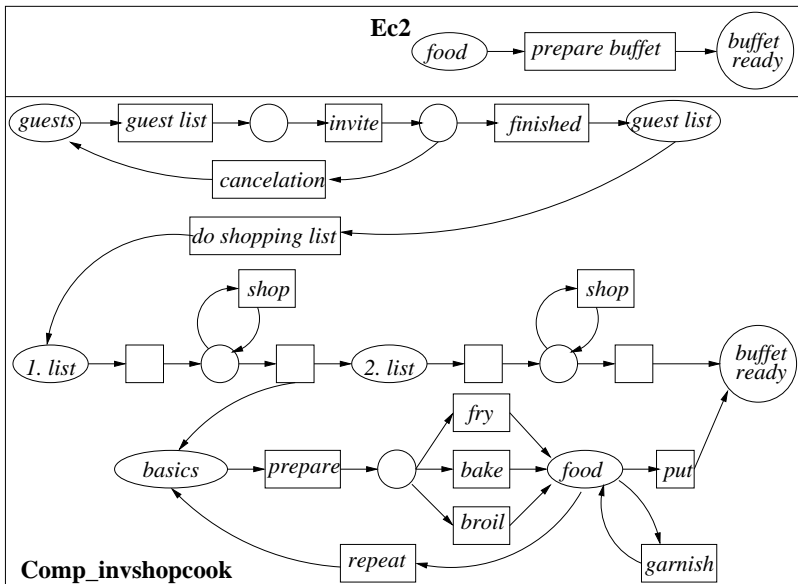 Ec2
food
prepare buffet
buffet
ready
guests
guest list
invite
finished
guest list
cancelation
do shopping list
shop
shop
1. list
2. list
buffet
ready
fry
basics
prepare
bake
food
put
broil
repeat
garnish
Comp_invshopcook